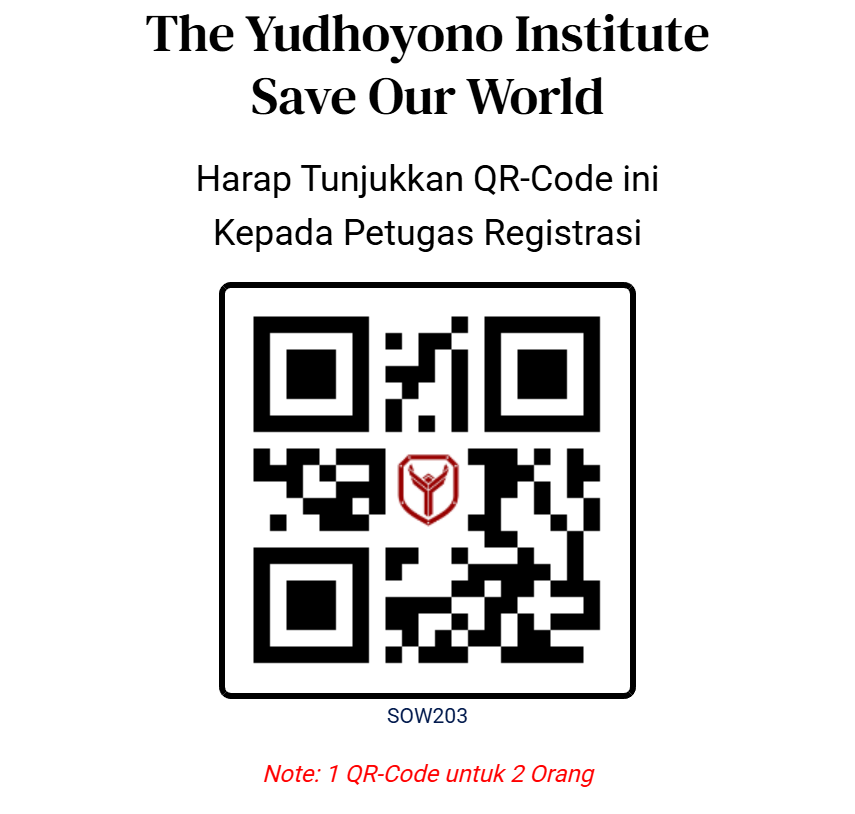 The Yudhoyono Institute
Save Our World
Harap Tunjukkan QR-Code ini
Kepada Petugas Registrasi
SOW203
Note: 1 QR-Code untuk 2 Orang